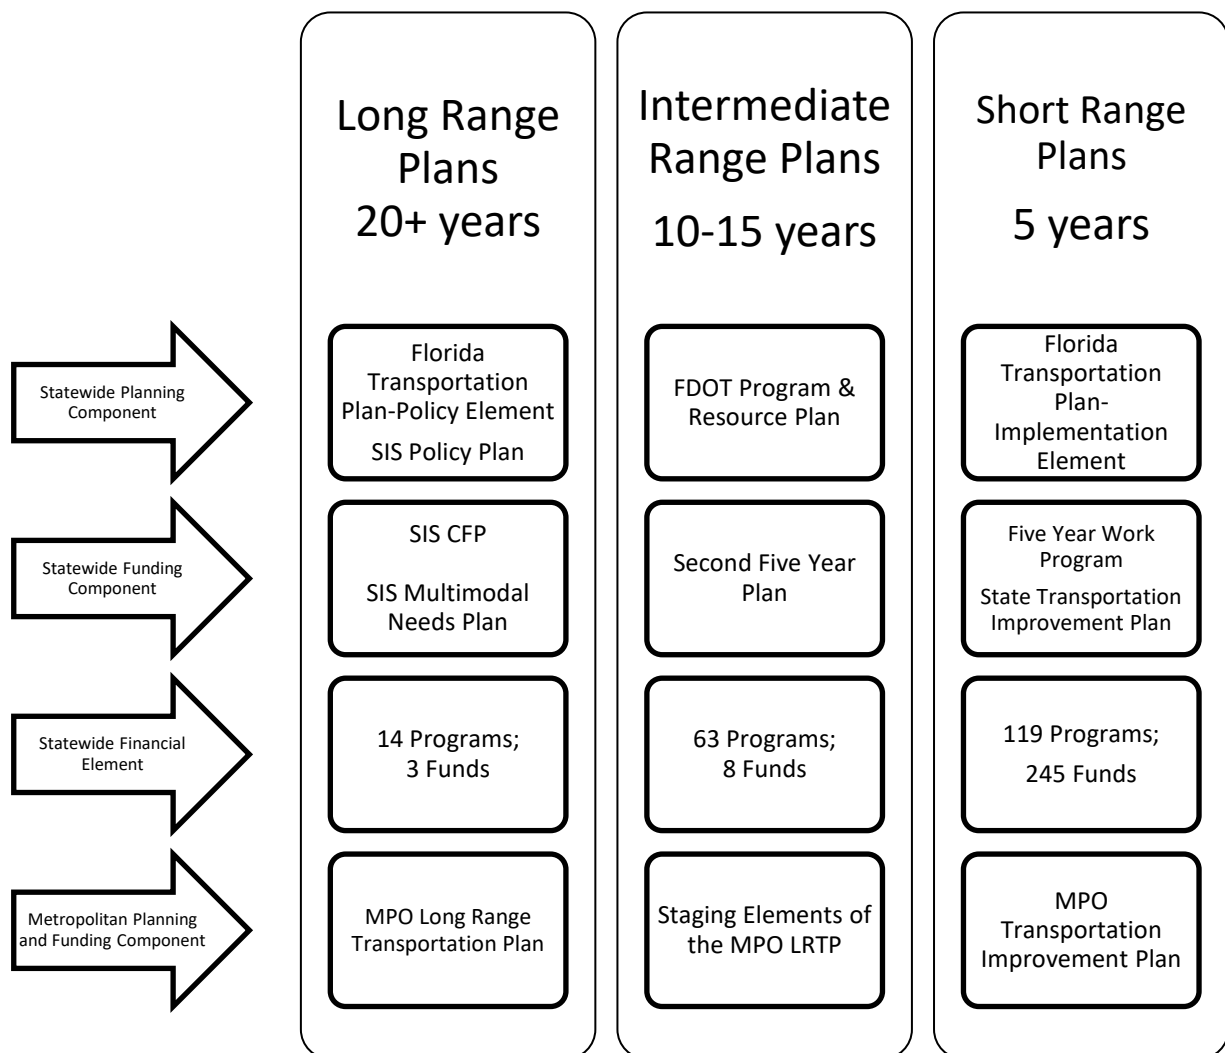 Long Range
Plans
20+ years
Intermediate
Range Plans
10-15 years
Short Range
Plans
5 years
Statewide Planning
Component
Florida
Transportation
Plan-Policy Element
SIS Policy Plan
FDOT Program &
Resource Plan
Florida
Transportation
Plan-
Implementation
Element
Statewide Funding
Component
SIS CFP
SIS Multimodal
Needs Plan
Second Five Year
Plan
Five Year Work
Program
State Transportation
Improvement Plan
Statewide Financial
Element
14 Programs;
3 Funds
63 Programs;
8 Funds
119 Programs;
245 Funds
Metropolitan Planning
and Funding Component
MPO Long Range
Transportation Plan
Staging Elements of
the MPO LRTP
MPO
Transportation
Improvement Plan